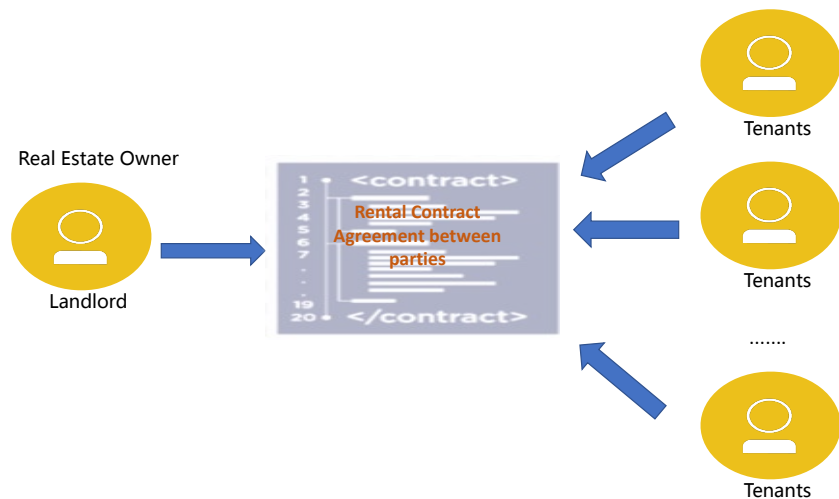 Real Estate Owner
Landlord
1 <contract>
2
3
4
5
6
7
.
.
.
19
20 </contract>
Rental Contract
Agreement between
parties
Tenants
Tenants
.......
Tenants